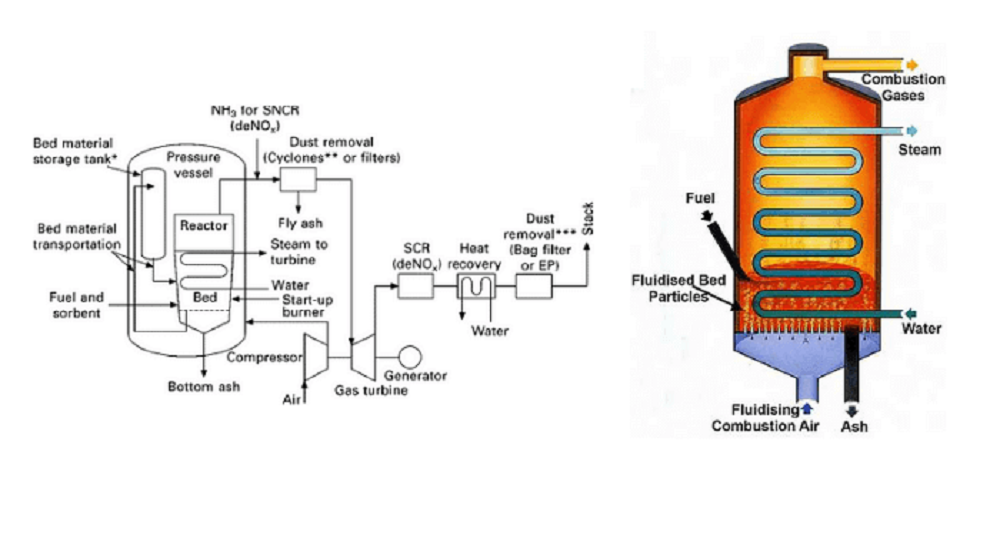 NH₃ for SNCR
(deNOₓ)
Bed material
storage tank*
Pressure
vessel
Dust removal
(Cyclones** or filters)
Fly ash
Bed material
transportation
Reactor
Steam to
turbine
Water
Fuel and
sorbent
Bed
Start-up
burner
Bottom ash
Compressor
Air
Gas turbine
Generator
SCR
(deNOₓ)
Heat
recovery
Water
Dust
removal***
(Bag filter
or EP)
Stack
Combustion
Gases
Steam
Fuel
Fluidised Bed
Particles
Water
Fluidising
Combustion Air
Ash